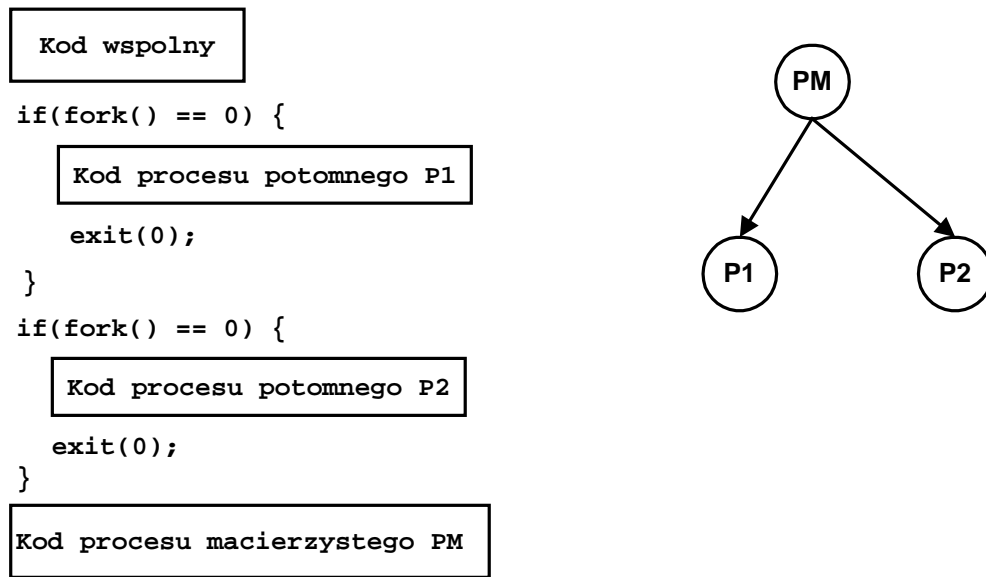 Kod wspolny
if(fork() == 0) {
Kod procesu potomnego P1
exit(0);
}
if(fork() == 0) {
Kod procesu potomnego P2
exit(0);
}
Kod procesu macierzystego PM
PM
P1
P2